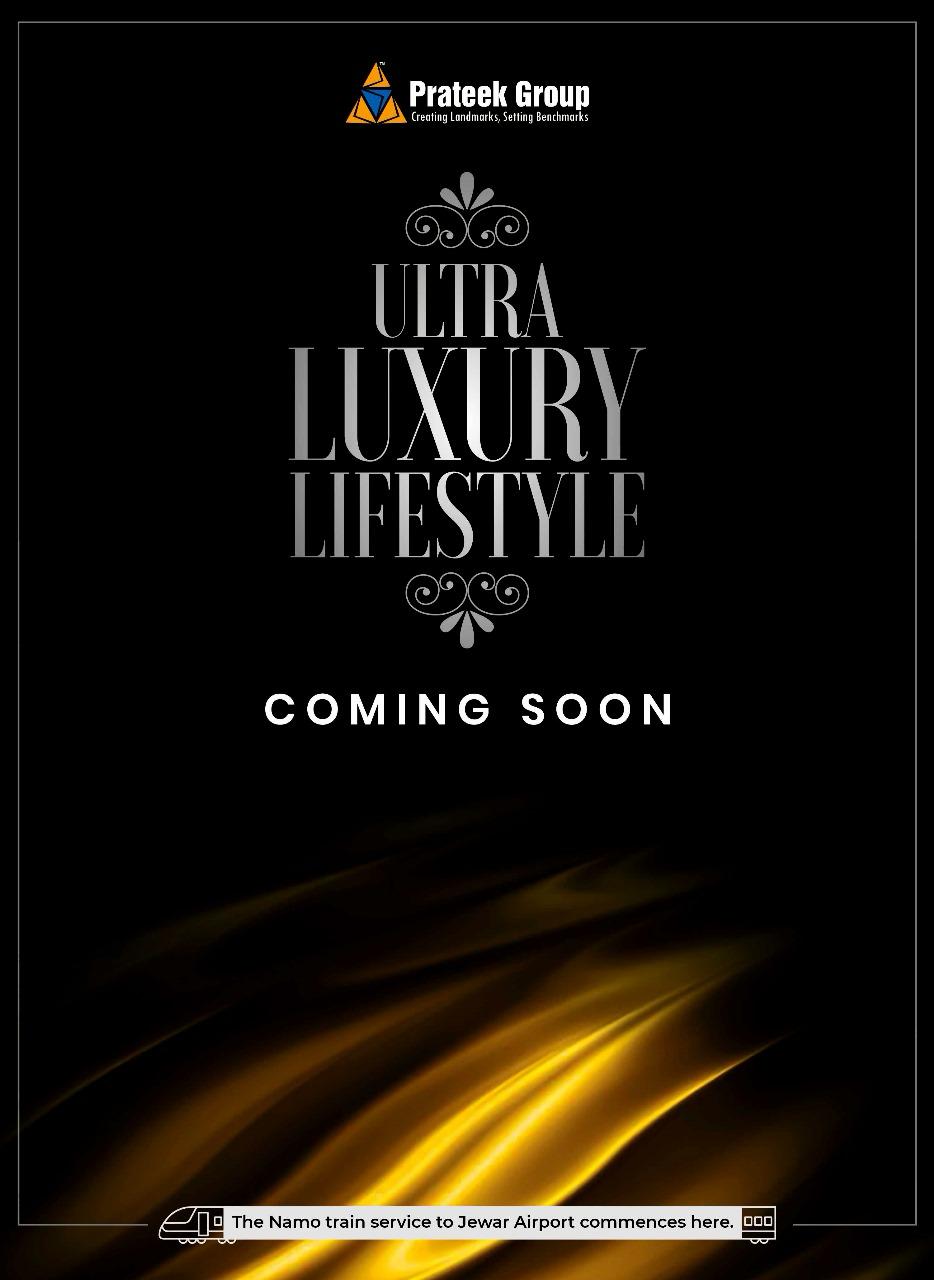 Prateek Group
Creating Landmarks, Setting Benchmarks
ULTRA
LUXURY
LIFESTYLE
COMING SOON
The Namo train service to Jewar Airport commences here.